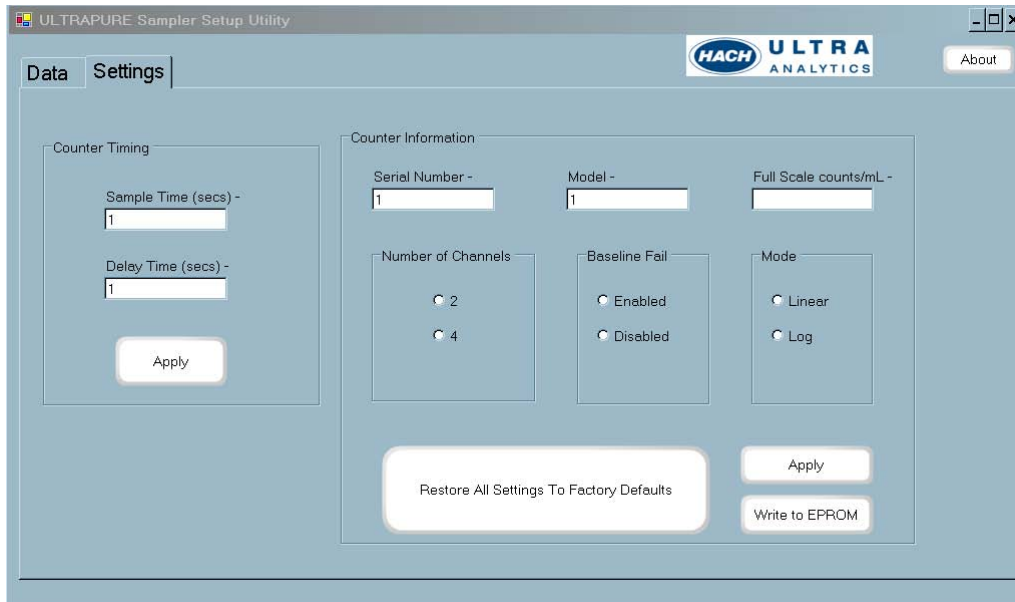 ULTRAPURE Sampler Setup Utility
HACH ULTRA
ANALYTICS
About
Data Settings
Counter Timing
Sample Time (secs) -
1
Delay Time (secs) -
1
Apply
Counter Information
Serial Number - Model - Full Scale counts/mL -
1 1
Number of Channels Baseline Fail Mode
2 Enabled Linear
4 Disabled Log
Restore All Settings To Factory Defaults
Apply
Write to EPROM